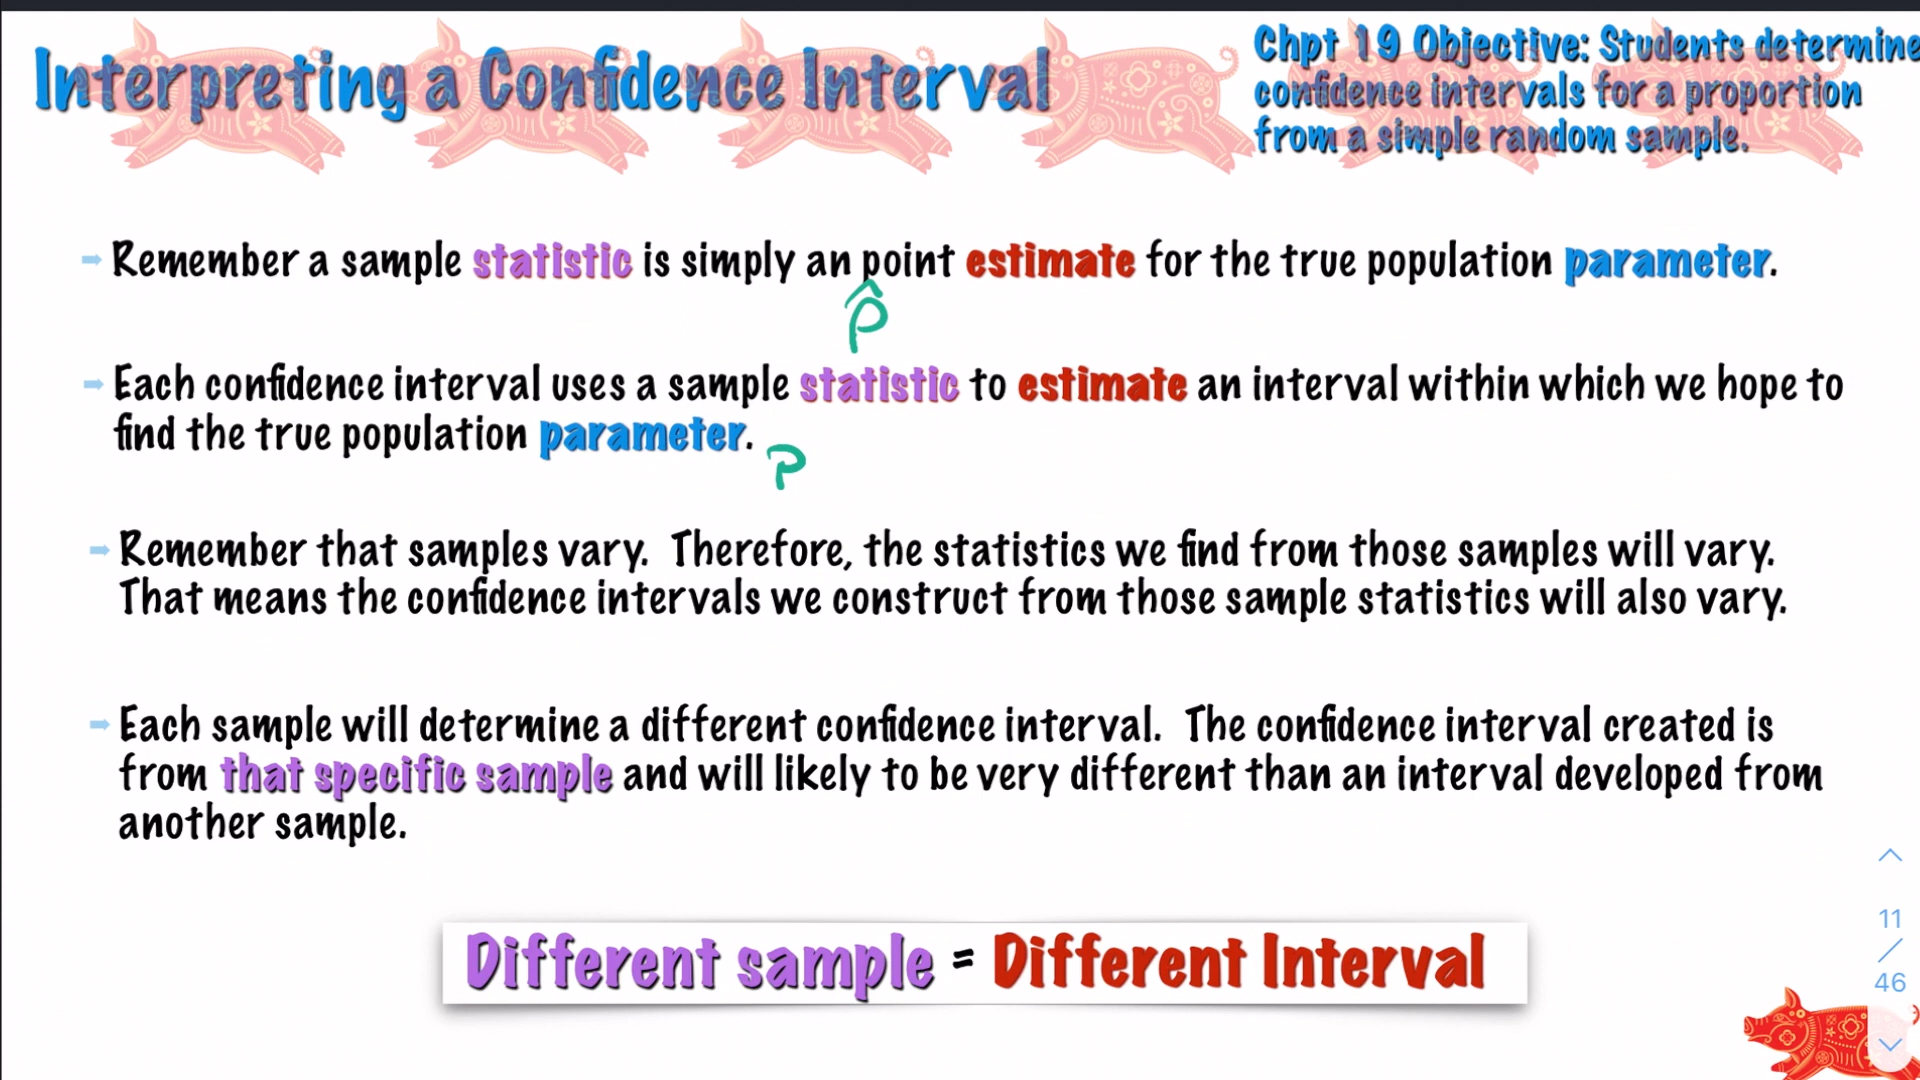 Interpreting a Confidence Interval
Chpt 19 Objective: Students determine
confidence intervals for a proportion
from a simple random sample.
Remember a sample statistic is simply an point estimate for the true population parameter.
p̂
Each confidence interval uses a sample statistic to estimate an interval within which we hope to
find the true population parameter.
P
Remember that samples vary. Therefore, the statistics we find from those samples will vary.
That means the confidence intervals we construct from those sample statistics will also vary.
Each sample will determine a different confidence interval. The confidence interval created is
from that specific sample and will likely to be very different than an interval developed from
another sample.
Different sample = Different Interval
11
/
46